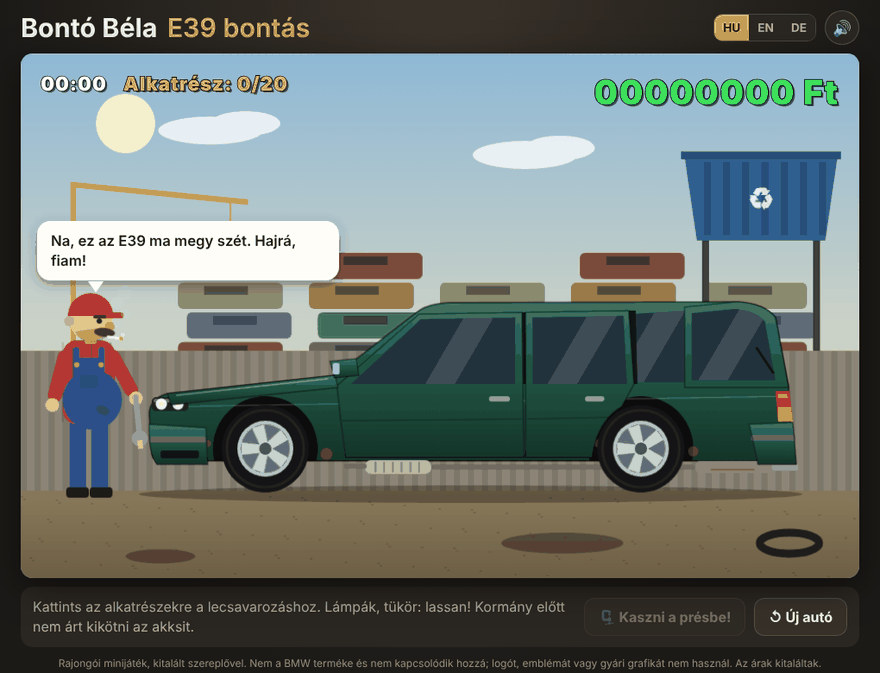 Bontó Béla E39 bontás
HU EN DE
00:00 Alkatrész: 0/20
00000000 Ft
Na, ez az E39 ma megy szét. Hajrá,
fiam!
Kattints az alkatrészekre a lecsavarozáshoz. Lámpák, tükör: lassan! Kormány előtt
nem árt kikötni az akksit.
Kaszni a présbe!
Új autó
Rajongói minijáték, kitalált szereplővel. Nem a BMW terméke és nem kapcsolódik hozzá; logót, emblémát vagy gyári grafikát nem használ. Az árak kitaláltak.